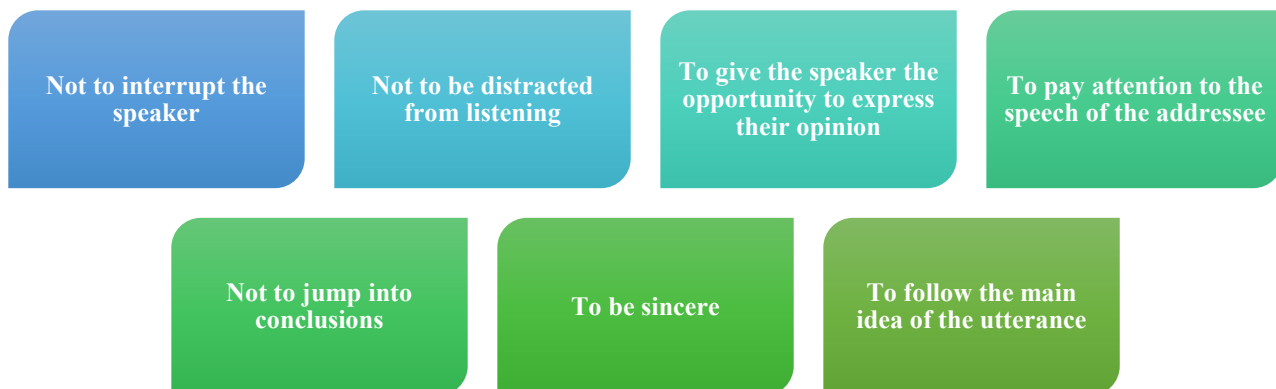 Not to interrupt the
speaker
Not to be distracted
from listening
To give the speaker the
opportunity to express
their opinion
To pay attention to the
speech of the addressee
Not to jump into
conclusions
To be sincere
To follow the main
idea of the utterance